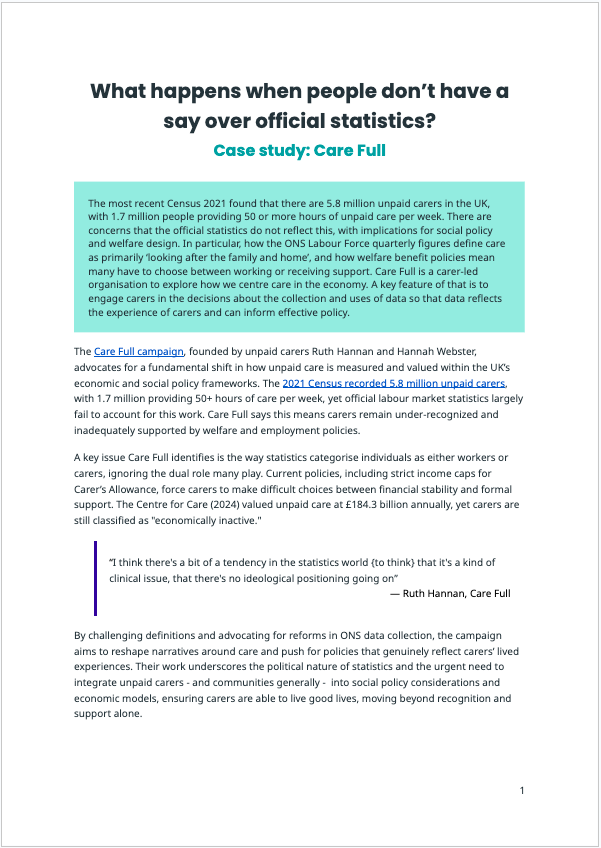 What happens when people don’t have a
say over official statistics?
Case study: Care Full
The most recent Census 2021 found that there are 5.8 million unpaid carers in the UK,
with 1.7 million people providing 50 or more hours of unpaid care per week. There are
concerns that the official statistics do not reflect this, with implications for social policy
and welfare design. In particular, how the ONS Labour Force quarterly figures define care
as primarily ‘looking after the family and home’, and how welfare benefit policies mean
many have to choose between working or receiving support. Care Full is a carer-led
organisation to explore how we centre care in the economy. A key feature of that is to
engage carers in the decisions about the collection and uses of data so that data reflects
the experience of carers and can inform effective policy.
The Care Full campaign, founded by unpaid carers Ruth Hannan and Hannah Webster,
advocates for a fundamental shift in how unpaid care is measured and valued within the UK’s
economic and social policy frameworks. The 2021 Census recorded 5.8 million unpaid carers,
with 1.7 million providing 50+ hours of care per week, yet official labour market statistics largely
fail to account for this work. Care Full says this means carers remain under-recognized and
inadequately supported by welfare and employment policies.
A key issue Care Full identifies is the way statistics categorise individuals as either workers or
carers, ignoring the dual role many play. Current policies, including strict income caps for
Carer’s Allowance, force carers to make difficult choices between financial stability and formal
support. The Centre for Care (2024) valued unpaid care at £184.3 billion annually, yet carers are
still classified as "economically inactive."
“I think there's a bit of a tendency in the statistics world {to think} that it's a kind of
clinical issue, that there's no ideological positioning going on”
— Ruth Hannan, Care Full
By challenging definitions and advocating for reforms in ONS data collection, the campaign
aims to reshape narratives around care and push for policies that genuinely reflect carers’ lived
experiences. Their work underscores the political nature of statistics and the urgent need to
integrate unpaid carers - and communities generally -  into social policy considerations and
economic models, ensuring carers are able to live good lives, moving beyond recognition and
support alone.
1